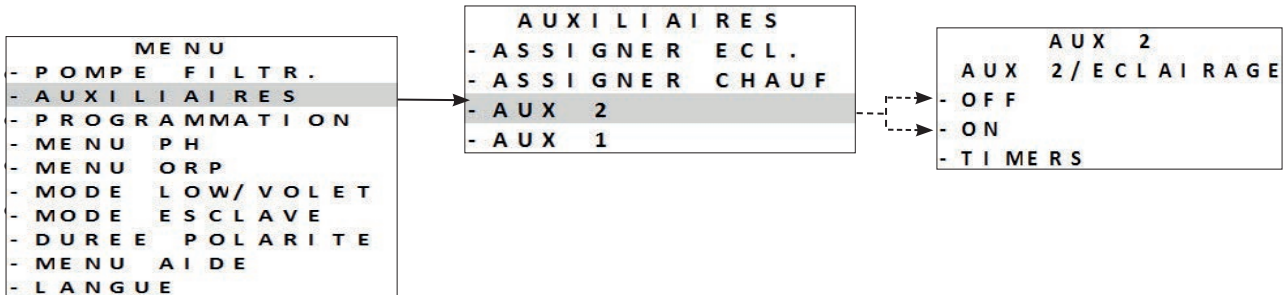 MENU
- POMPE FILTR.
- AUXILIAIRES
- PROGRAMMATION
- MENU PH
- MENU ORP
- MODE LOW/VOLET
- MODE ESCLAVE
- DUREE POLARITE
- MENU AIDE
- LANGUE
AUXILIAIRES
- ASSIGNER ECL.
- ASSIGNER CHAUF
- AUX 2
- AUX 1
AUX 2
AUX 2/ECLAIRAGE
- OFF
- ON
- TIMERS